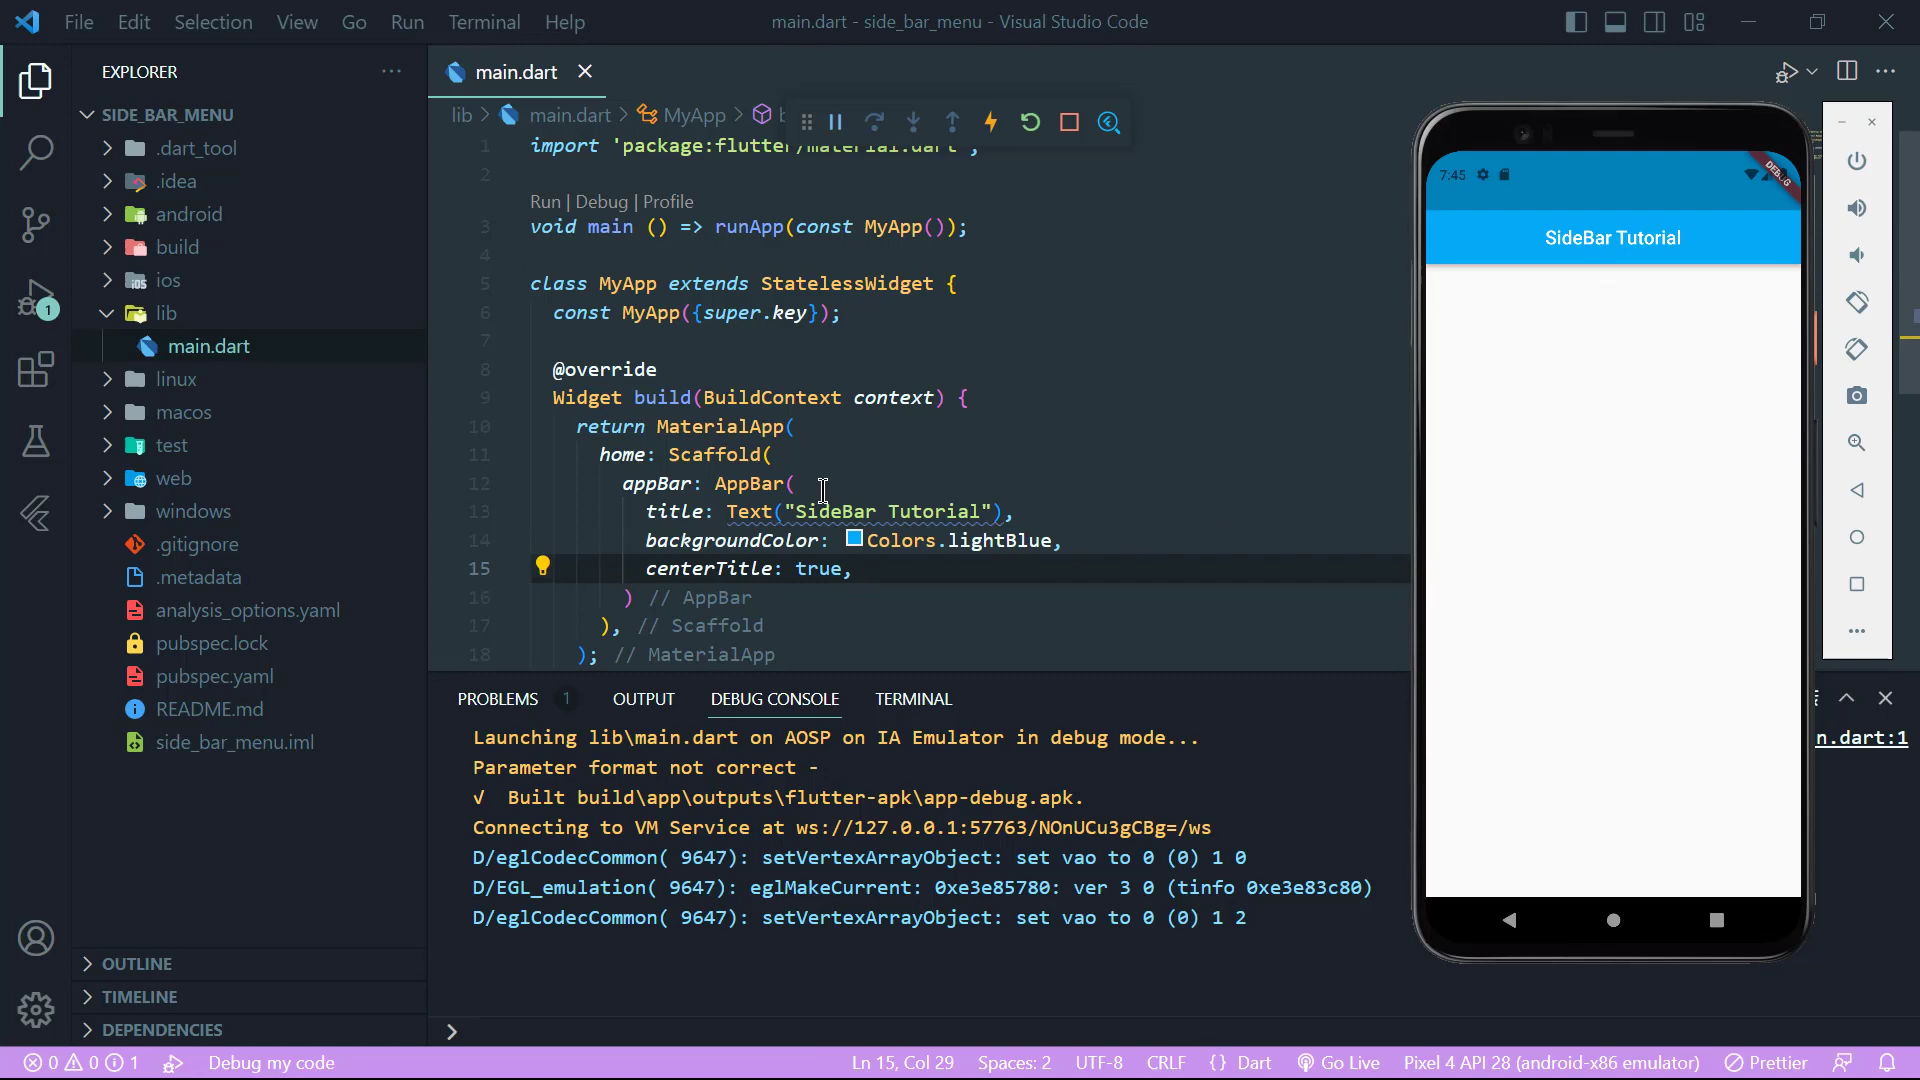 File Edit Selection View Go Run Terminal Help
main.dart - side_bar_menu - Visual Studio Code
EXPLORER
SIDE_BAR_MENU
.dart_tool
.idea
android
build
ios
lib
main.dart
linux
macos
test
web
windows
.gitignore
.metadata
analysis_options.yaml
pubspec.lock
pubspec.yaml
README.md
side_bar_menu.iml
OUTLINE
TIMELINE
DEPENDENCIES
1
main.dart
lib > main.dart > MyApp >
1 import 'package:flutter/material.dart';
2
Run | Debug | Profile
3 void main () => runApp(const MyApp());
4
5 class MyApp extends StatelessWidget {
6 const MyApp({super.key});
7
8 @override
9 Widget build(BuildContext context) {
10 return MaterialApp(
11 home: Scaffold(
12 appBar: AppBar(
13 title: Text("SideBar Tutorial"),
14 backgroundColor: Colors.lightBlue,
15 centerTitle: true,
16 ) // AppBar
17 ), // Scaffold
18 ); // MaterialApp
PROBLEMS 1 OUTPUT DEBUG CONSOLE TERMINAL
Launching lib\main.dart on AOSP on IA Emulator in debug mode...
n.dart:1
Parameter format not correct -
√ Built build\app\outputs\flutter-apk\app-debug.apk.
Connecting to VM Service at ws://127.0.0.1:57763/NOnUCu3gCBg=/ws
D/eglCodecCommon( 9647): setVertexArrayObject: set vao to 0 (0) 1 0
D/EGL_emulation( 9647): eglMakeCurrent: 0xe3e85780: ver 3 0 (tinfo 0xe3e83c80)
D/eglCodecCommon( 9647): setVertexArrayObject: set vao to 0 (0) 1 2
7:45
DEBUG
SideBar Tutorial
0 0 1 Debug my code
Ln 15, Col 29 Spaces: 2 UTF-8 CRLF {} Dart Go Live Pixel 4 API 28 (android-x86 emulator) Prettier